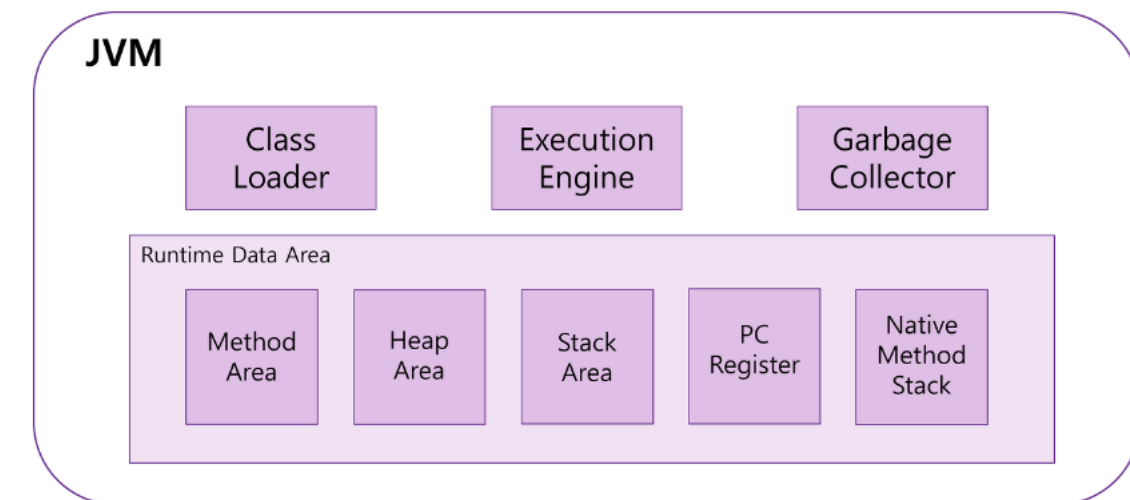 JVM
Class
Loader
Execution
Engine
Garbage
Collector
Runtime Data Area
Method
Area
Heap
Area
Stack
Area
PC
Register
Native
Method
Stack